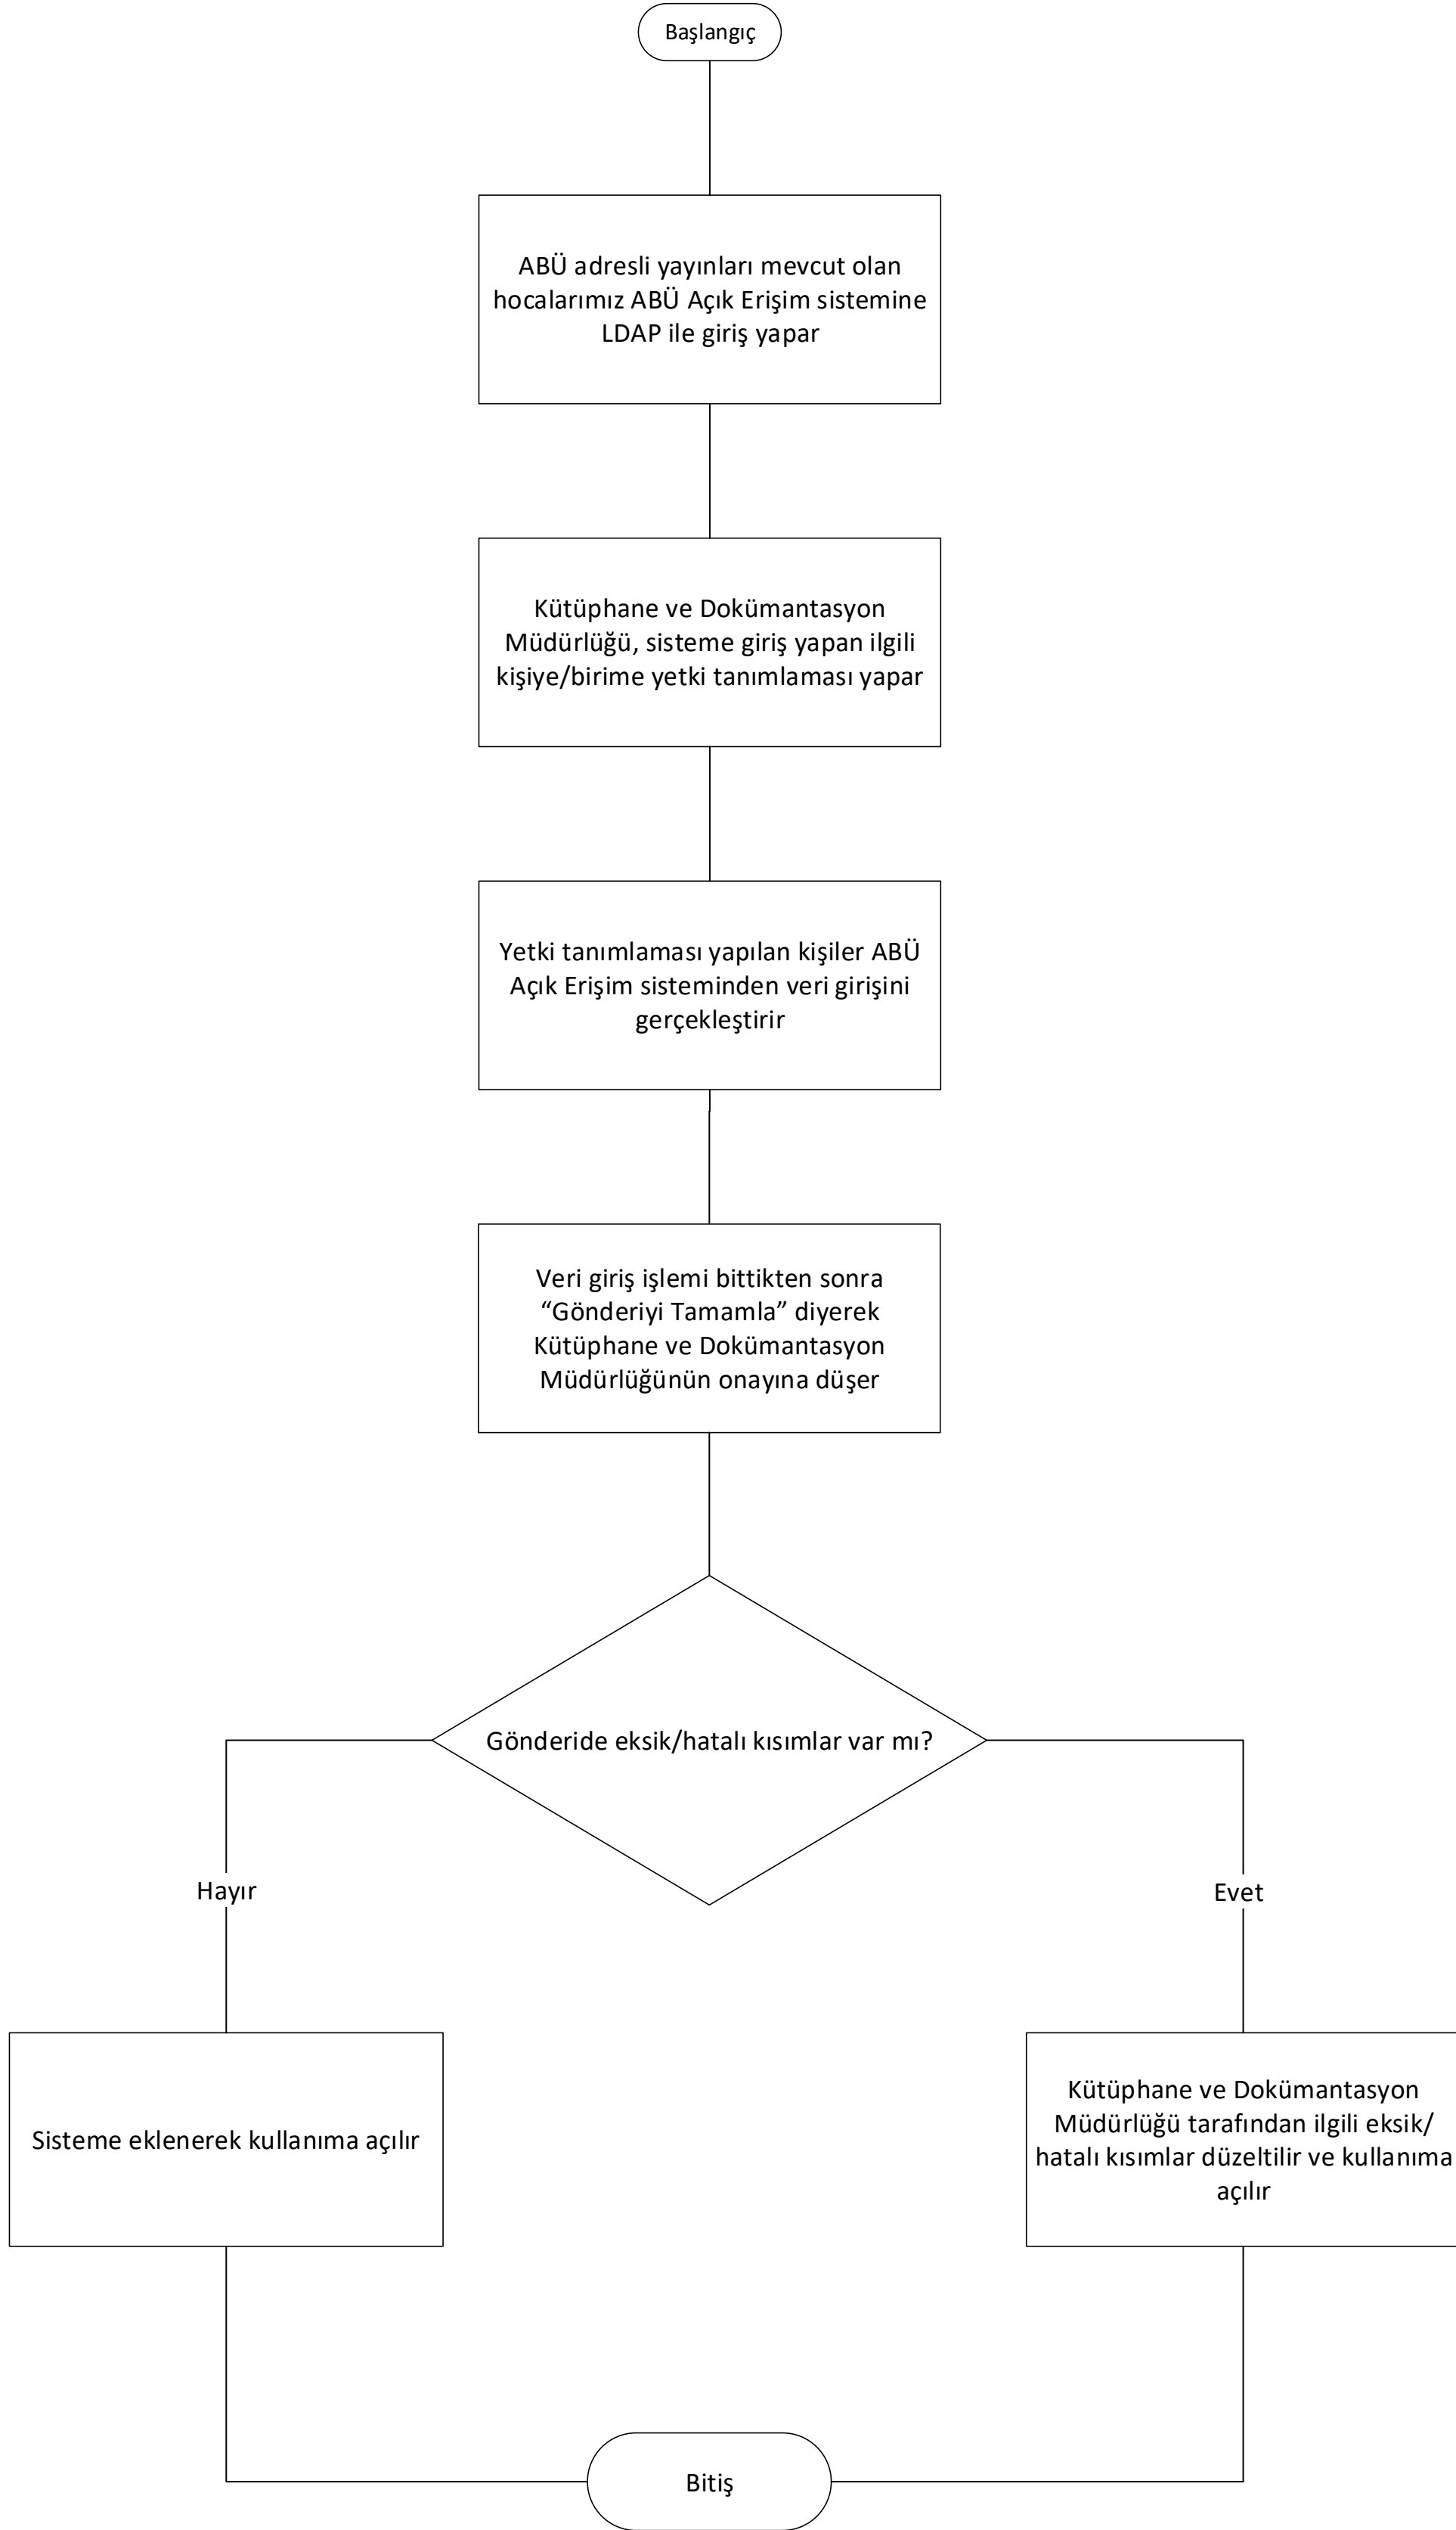 Başlangıç
ABÜ adresli yayınları mevcut olan
hocalarımız ABÜ Açık Erişim sistemine
LDAP ile giriş yapar
Kütüphane ve Dokümantasyon
Müdürlüğü, sisteme giriş yapan ilgili
kişiye/birime yetki tanımlaması yapar
Yetki tanımlaması yapılan kişiler ABÜ
Açık Erişim sisteminden veri girişini
gerçekleştirir
Veri giriş işlemi bittikten sonra
“Gönderiyi Tamamla” diyerek
Kütüphane ve Dokümantasyon
Müdürlüğünün onayına düşer
Gönderide eksik/hatalı kısımlar var mı?
Hayır
Evet
Sisteme eklenerek kullanıma açılır
Kütüphane ve Dokümantasyon
Müdürlüğü tarafından ilgili eksik/
hatalı kısımlar düzeltilir ve kullanıma
açılır
Bitiş